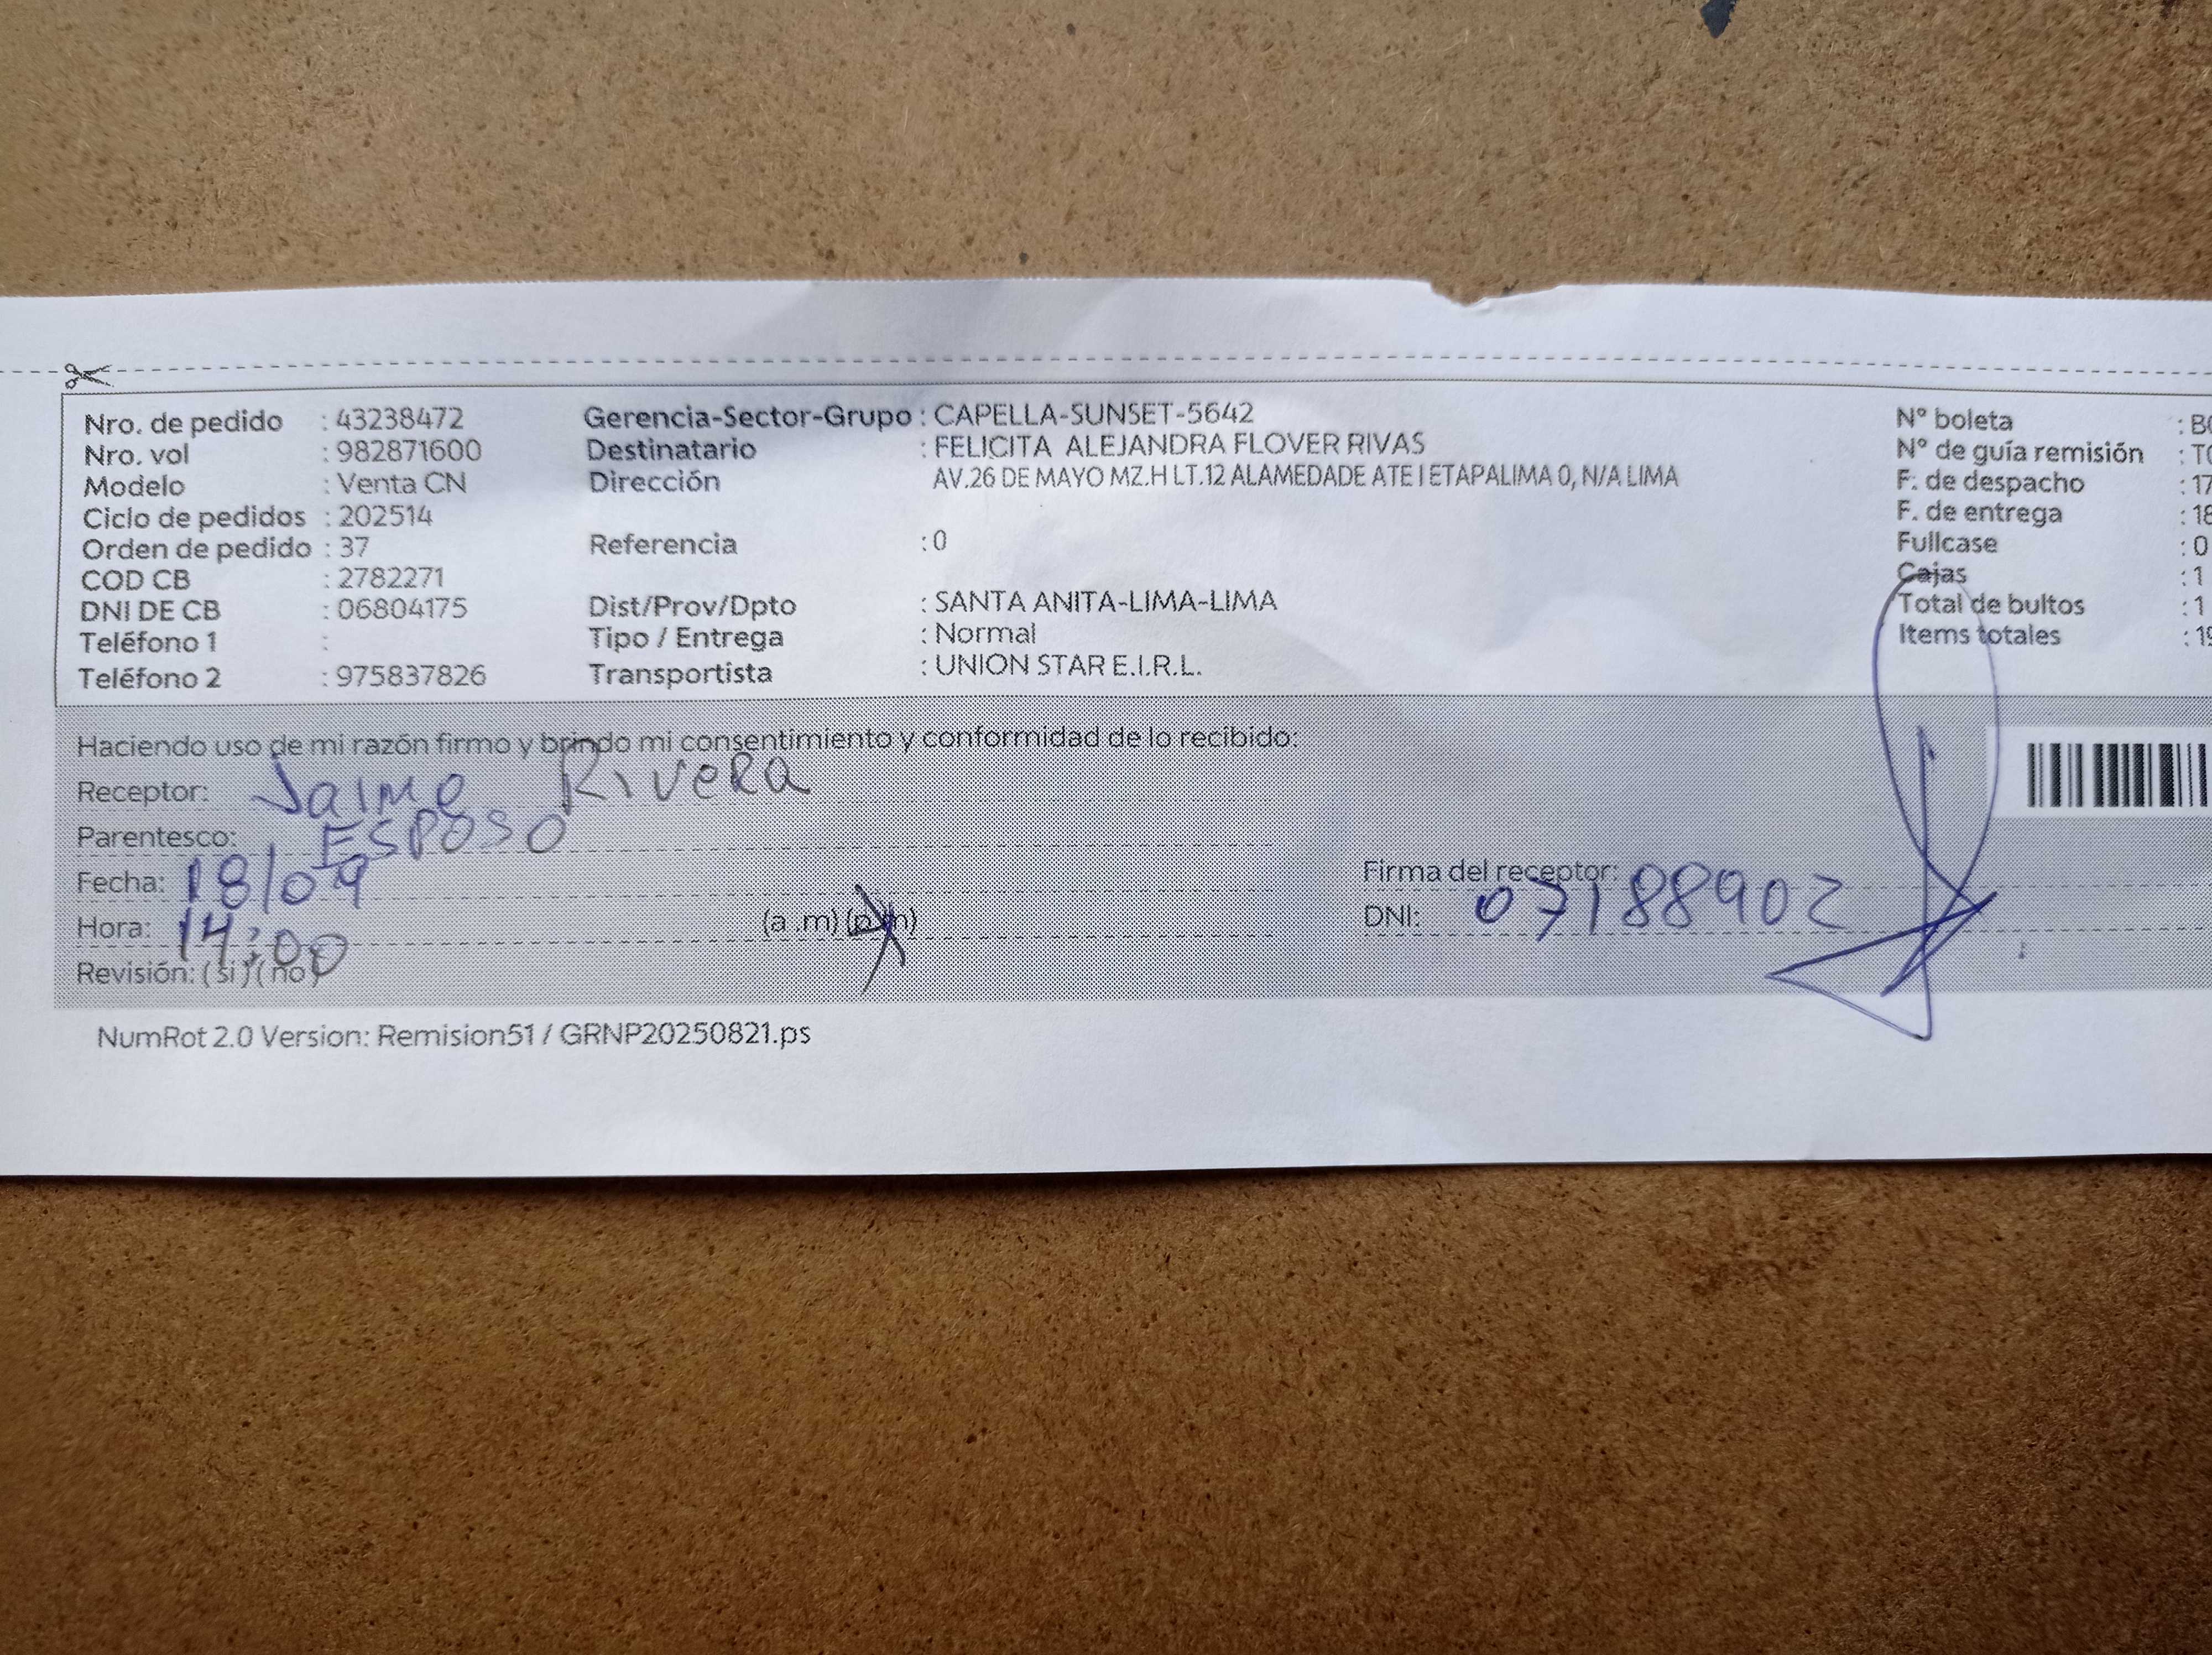 Nro. de pedido : 43238472
Nro. vol : 982871600
Modelo : Venta CN
Ciclo de pedidos : 202514
Orden de pedido : 37
COD CB : 2782271
DNI DE CB : 06804175
Teléfono 1 :
Teléfono 2 : 975837826
Gerencia-Sector-Grupo : CAPELLA-SUNSET-5642
Destinatario : FELICITA ALEJANDRA FLOVER RIVAS
Dirección AV.26 DE MAYO MZ.H LT.12 ALAMEDADE ATE I ETAPALIMA 0, N/A LIMA
Referencia : 0
Dist/Prov/Dpto : SANTA ANITA-LIMA-LIMA
Tipo / Entrega : Normal
Transportista : UNION STAR E.I.R.L.
N° boleta : B
N° de guía remisión : T
F. de despacho : 17
F. de entrega : 18
Fullcase : 0
Cajas : 1
Total de bultos : 1
Items totales : 19
Haciendo uso de mi razón firmo y brindo mi consentimiento y conformidad de lo recibido:
Receptor: Jaime Rivera
Parentesco: Esposo
Fecha: 18/09
Hora: 14:00 (a .m) (p.m)
Revisión: ( si ) ( no )
Firma del receptor:
DNI: 07188902
NumRot 2.0 Version: Remision51 / GRNP20250821.ps